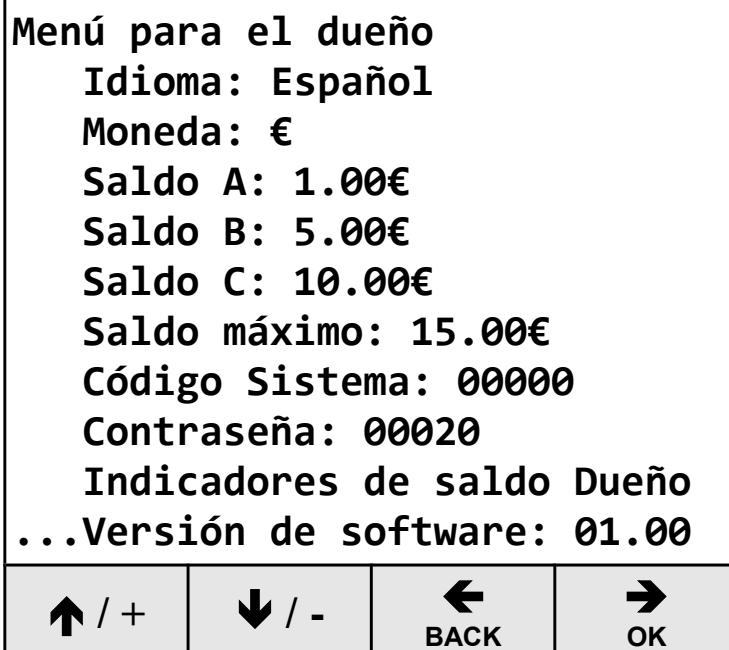 Menú para el dueño
Idioma: Español
Moneda: €
Saldo A: 1.00€
Saldo B: 5.00€
Saldo C: 10.00€
Saldo máximo: 15.00€
Código Sistema: 00000
Contraseña: 00020
Indicadores de saldo Dueño
...Versión de software: 01.00
🡹 / + 🡻 / - 🡸 🡺
BACK OK